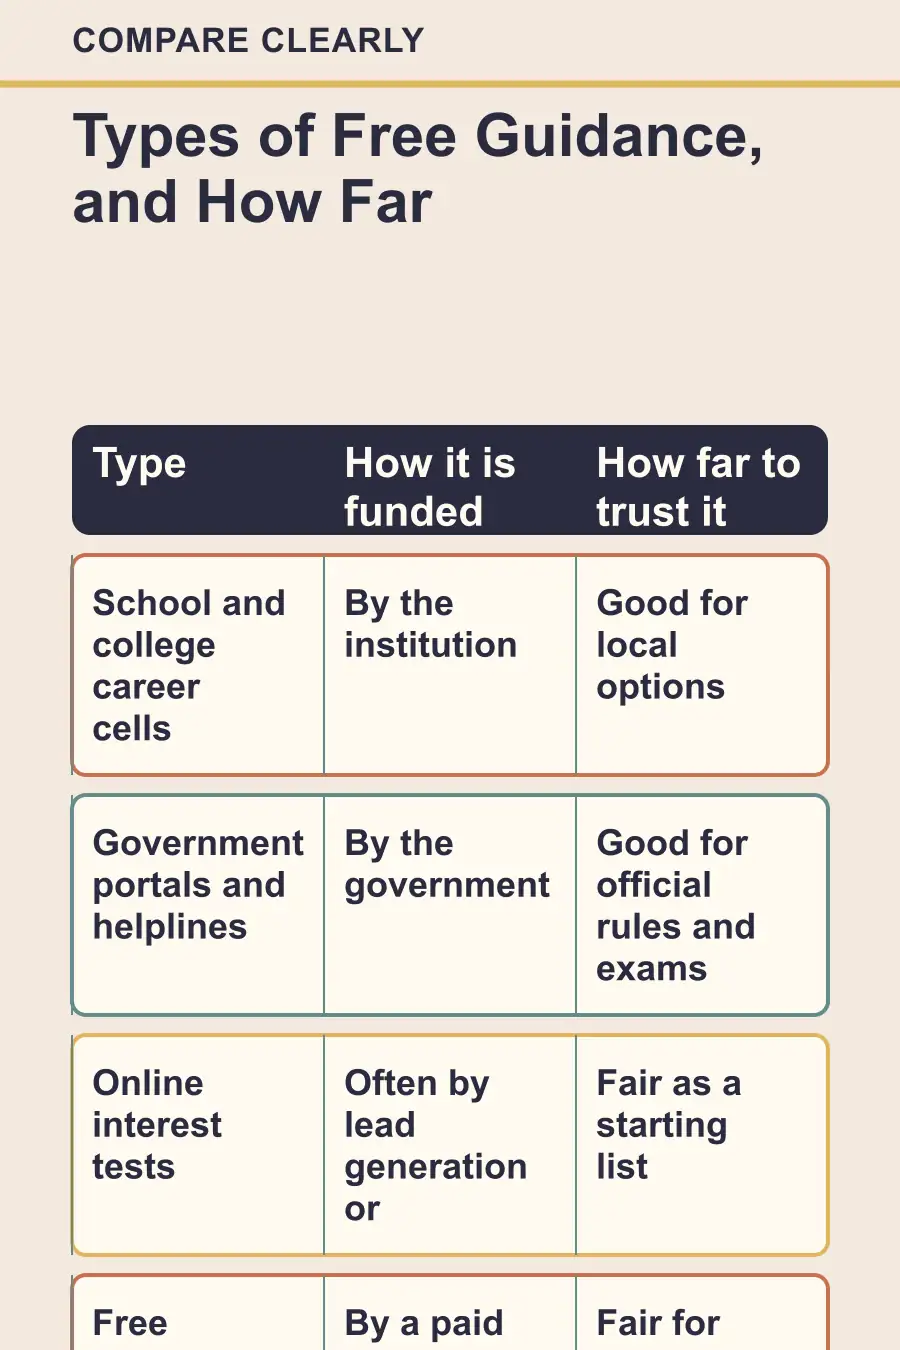 COMPARE CLEARLY
Types of Free Guidance,
and How Far
Type
How it is
funded
How far to
trust it
School and
college
career
cells
By the
institution
Good for
local
options
Government
portals and
helplines
By the
government
Good for
official
rules and
exams
Online
interest
tests
Often by
lead
generation
or
Fair as a
starting
list
Free
By a paid
Fair for